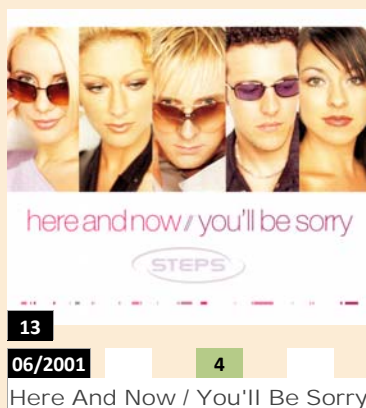 here and now // you'll be sorry
STEPS
13
06/2001 4
Here And Now / You'll Be Sorry